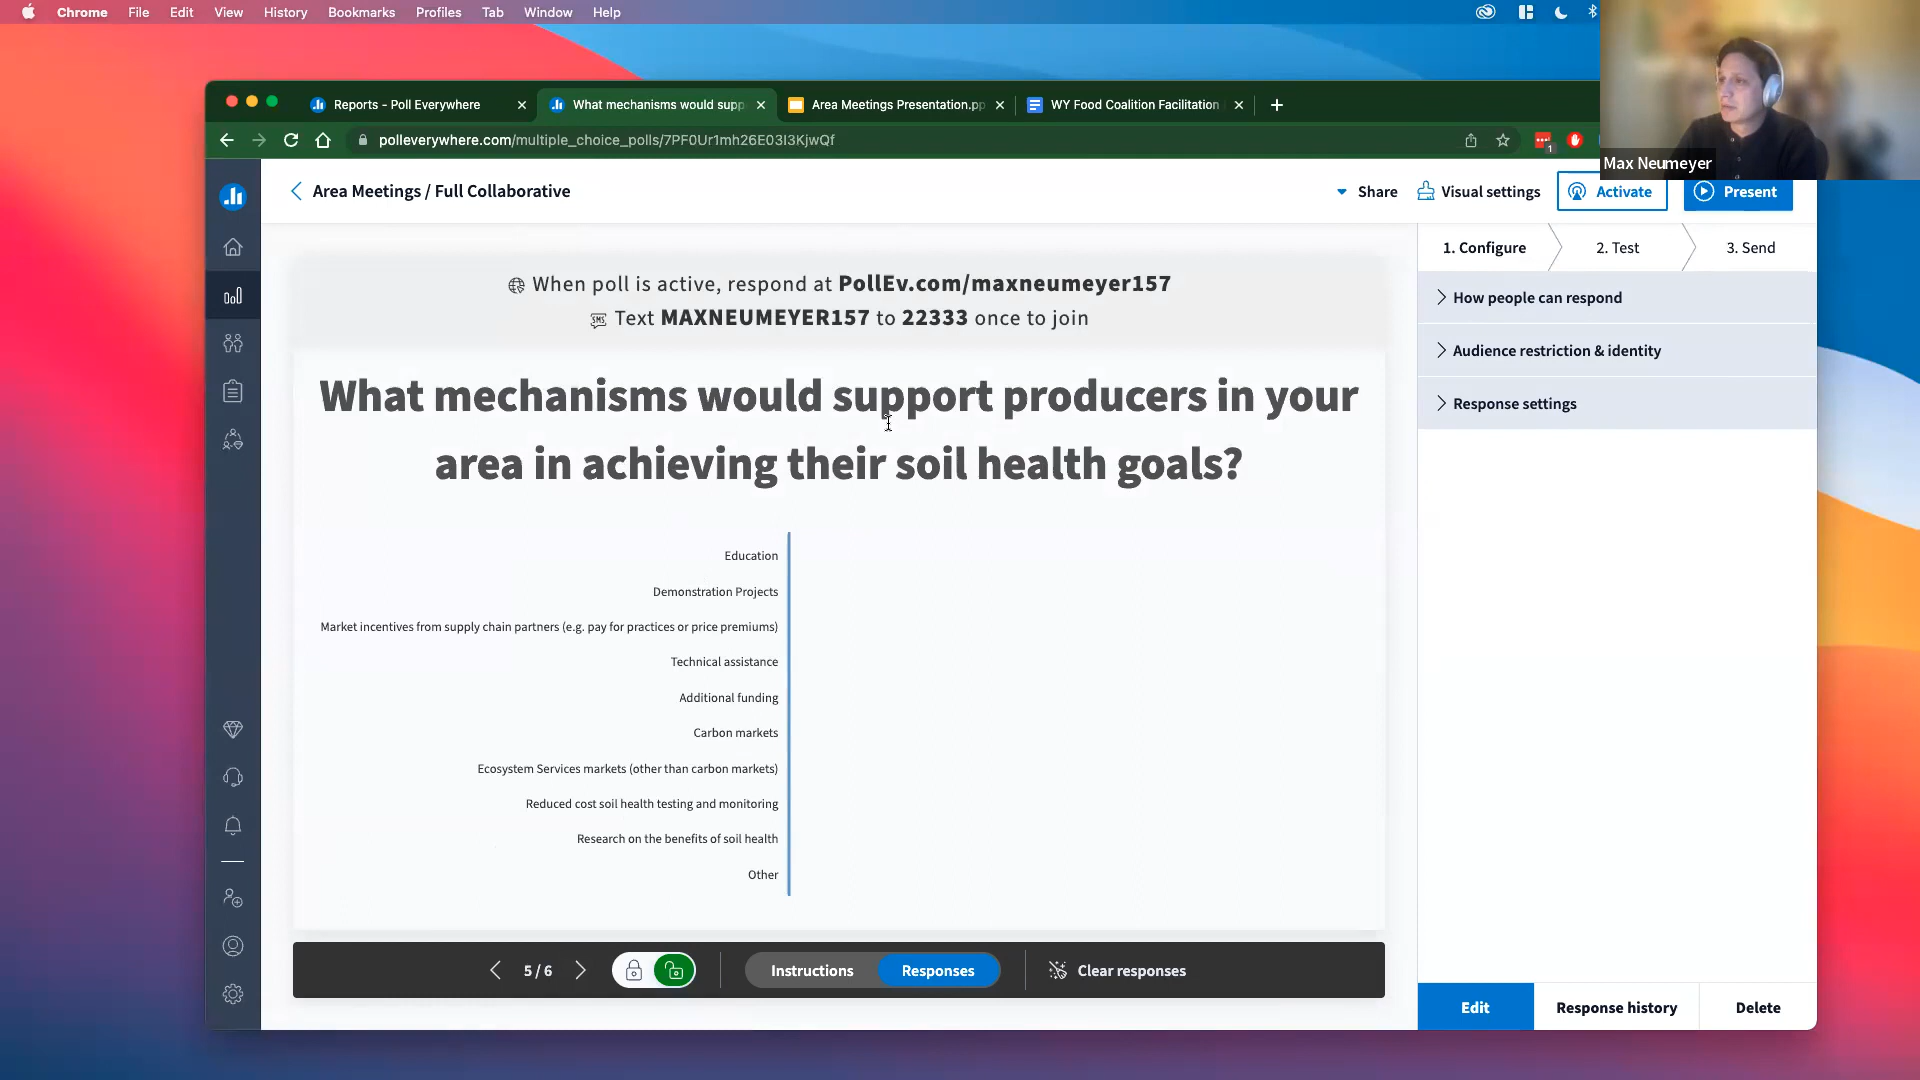 Chrome File Edit View History Bookmarks Profiles Tab Window Help
Reports - Poll Everywhere
What mechanisms would supp
Area Meetings Presentation.pp
WY Food Coalition Facilitation
polleverywhere.com/multiple_choice_polls/7PF0Ur1mh26E03I3KjwQf
1
Max Neumeyer
Area Meetings / Full Collaborative
Share
Visual settings
Activate
Present
When poll is active, respond at PollEv.com/maxneumeyer157
SMS Text MAXNEUMEYER157 to 22333 once to join
What mechanisms would support producers in your
area in achieving their soil health goals?
Education
Demonstration Projects
Market incentives from supply chain partners (e.g. pay for practices or price premiums)
Technical assistance
Additional funding
Carbon markets
Ecosystem Services markets (other than carbon markets)
Reduced cost soil health testing and monitoring
Research on the benefits of soil health
Other
5 / 6
Instructions
Responses
Clear responses
1. Configure
2. Test
3. Send
How people can respond
Audience restriction & identity
Response settings
Edit
Response history
Delete